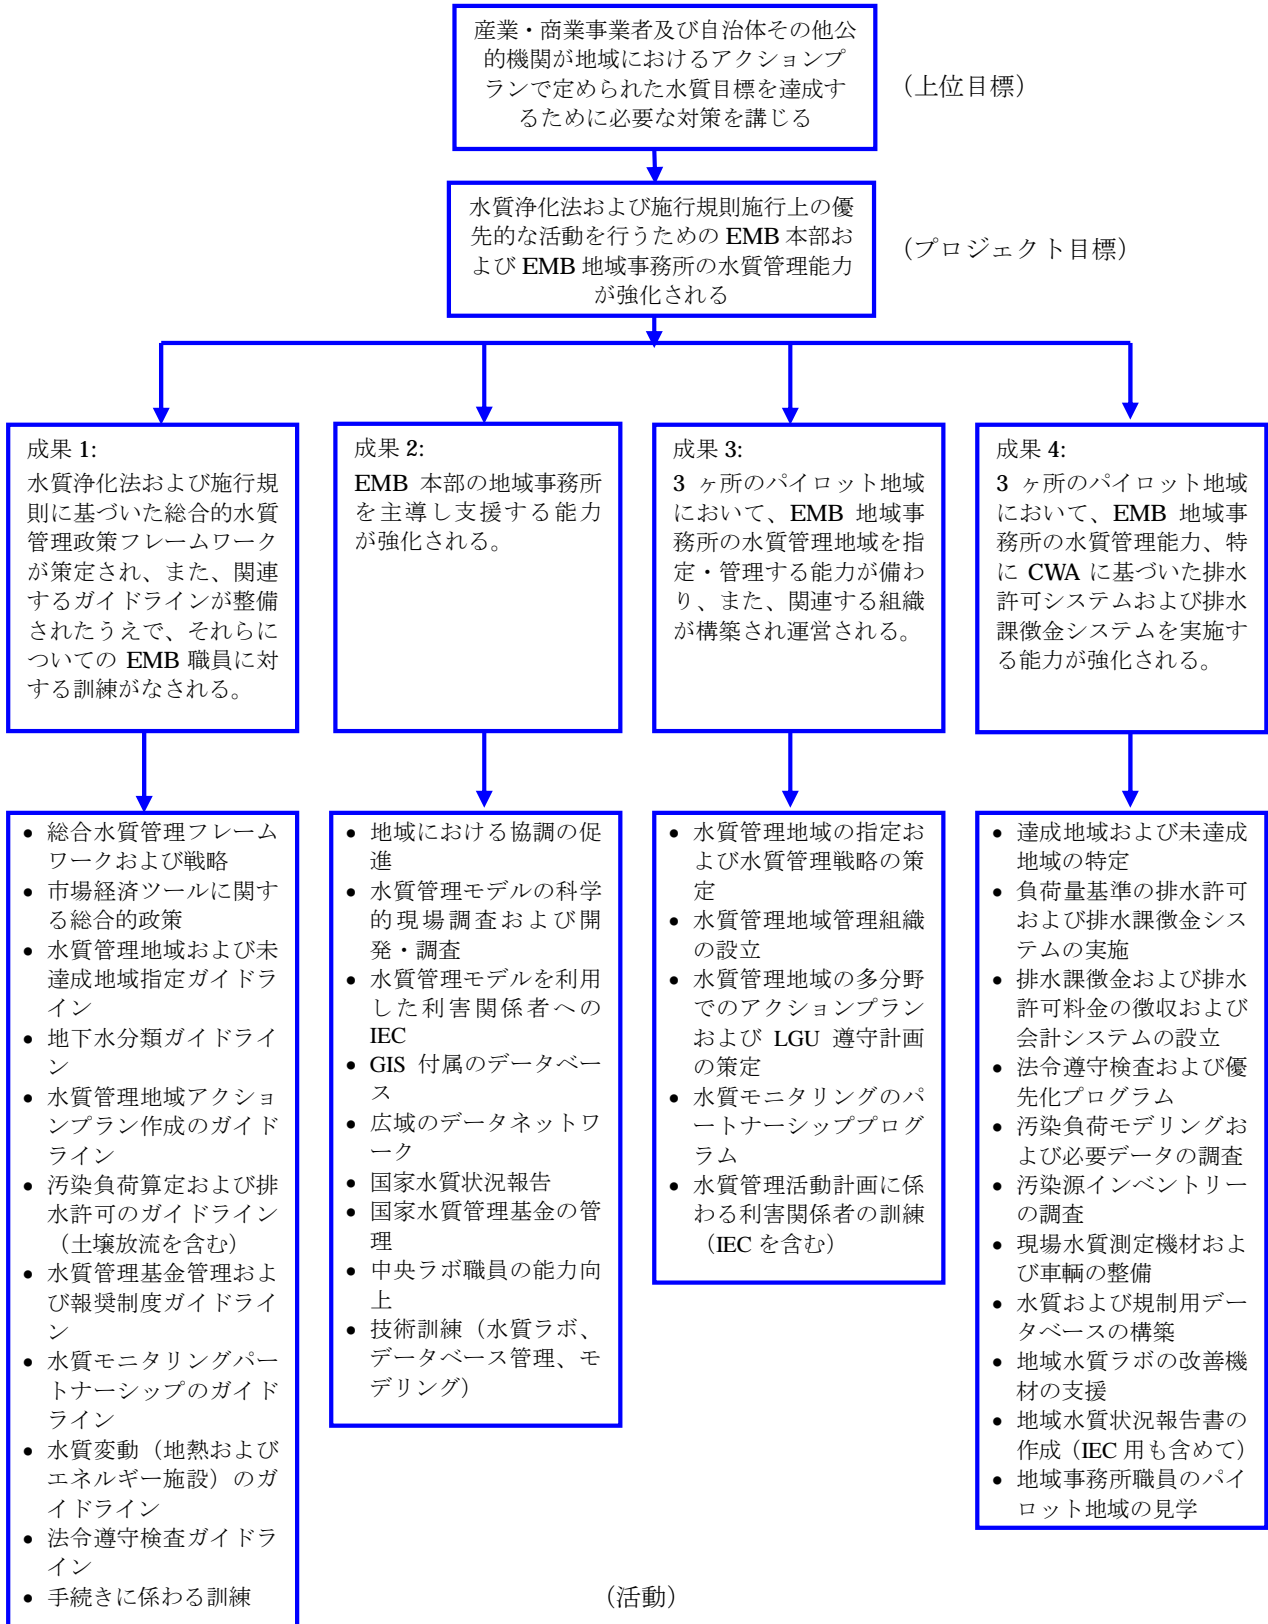 産業・商業事業者及び自治体その他公
的機関が地域におけるアクションプ
ランで定められた水質目標を達成す
るために必要な対策を講じる
（上位目標）
水質浄化法および施行規則施行上の優
先的な活動を行うための EMB 本部お
よび EMB 地域事務所の水質管理能力
が強化される
（プロジェクト目標）
成果 1:
水質浄化法および施行規
則に基づいた総合的水質
管理政策フレームワーク
が策定され、また、関連
するガイドラインが整備
されたうえで、それらに
ついての EMB 職員に対
する訓練がなされる。
成果 2:
EMB 本部の地域事務所
を主導し支援する能力
が強化される。
成果 3:
3 ヶ所のパイロット地域
において、EMB 地域事
務所の水質管理地域を指
定・管理する能力が備わ
り、また、関連する組織
が構築され運営される。
成果 4:
3 ヶ所のパイロット地域
において、EMB 地域事
務所の水質管理能力、特
に CWA に基づいた排水
許可システムおよび排水
課徴金システムを実施す
る能力が強化される。
• 総合水質管理フレーム
ワークおよび戦略
• 市場経済ツールに関す
る総合的政策
• 水質管理地域および未
達成地域指定ガイドラ
イン
• 地下水分類ガイドライ
ン
• 水質管理地域アクショ
ンプラン作成のガイド
ライン
• 汚染負荷算定および排
水許可のガイドライン
（土壌放流を含む）
• 水質管理基金管理およ
び報奨制度ガイドライ
ン
• 水質モニタリングパー
トナーシップのガイド
ライン
• 水質変動（地熱および
エネルギー施設）のガ
イドライン
• 法令遵守検査ガイドラ
イン
• 手続きに係わる訓練
• 地域における協調の促
進
• 水質管理モデルの科学
的現場調査および開
発・調査
• 水質管理モデルを利用
した利害関係者への
IEC
• GIS 付属のデータベー
ス
• 広域のデータネットワ
ーク
• 国家水質状況報告
• 国家水質管理基金の管
理
• 中央ラボ職員の能力向
上
• 技術訓練（水質ラボ、
データベース管理、モ
デリング）
• 水質管理地域の指定お
よび水質管理戦略の策
定
• 水質管理地域管理組織
の設立
• 水質管理地域の多分野
でのアクションプラン
および LGU 遵守計画
の策定
• 水質モニタリングのパ
ートナーシッププログ
ラム
• 水質管理活動計画に係
わる利害関係者の訓練
（IEC を含む）
• 達成地域および未達成
地域の特定
• 負荷量基準の排水許可
および排水課徴金シス
テムの実施
• 排水課徴金および排水
許可料金の徴収および
会計システムの設立
• 法令遵守検査および優
先化プログラム
• 汚染負荷モデリングお
よび必要データの調査
• 汚染源インベントリー
の調査
• 現場水質測定機材およ
び車輌の整備
• 水質および規制用デー
タベースの構築
• 地域水質ラボの改善機
材の支援
• 地域水質状況報告書の
作成（IEC 用も含めて）
• 地域事務所職員のパイ
ロット地域の見学
（活動）